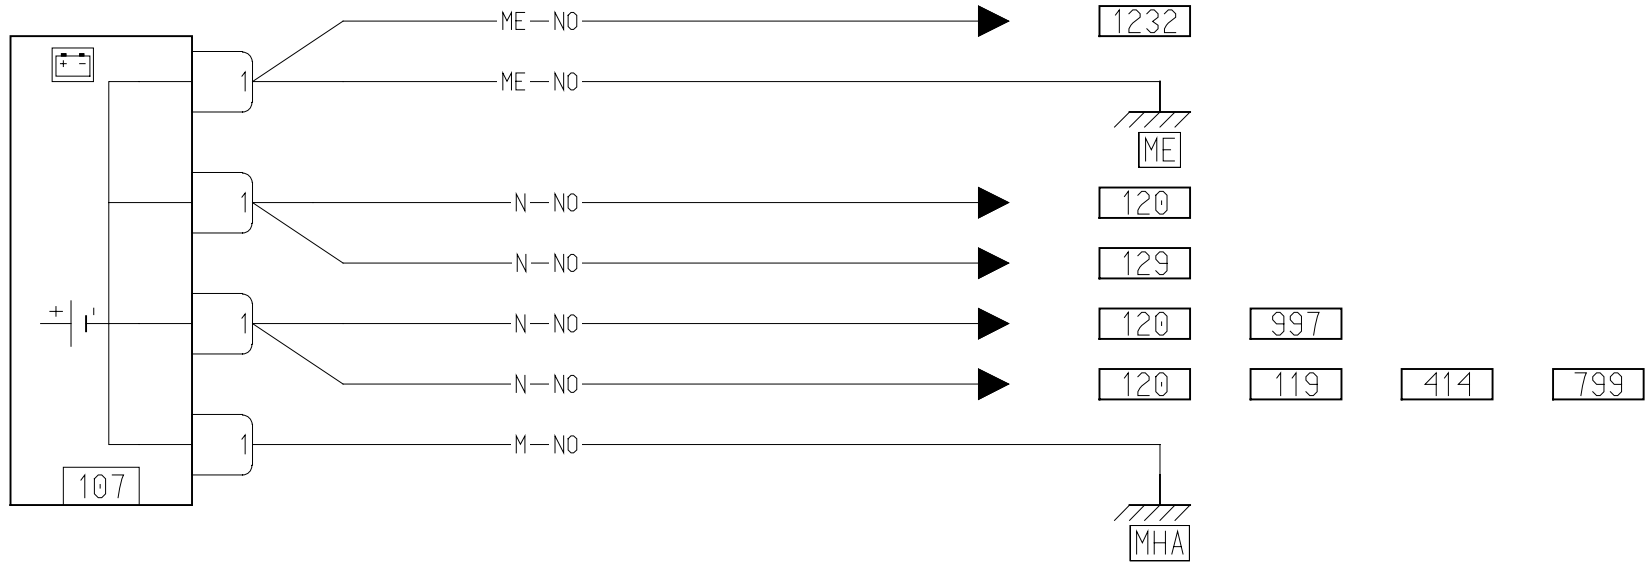 ME NO 1232
1 ME NO
ME
1 N NO 120
N NO 129
+ - 1 N NO 120 997
N NO 120 119 414 799
1 M NO
107
MHA